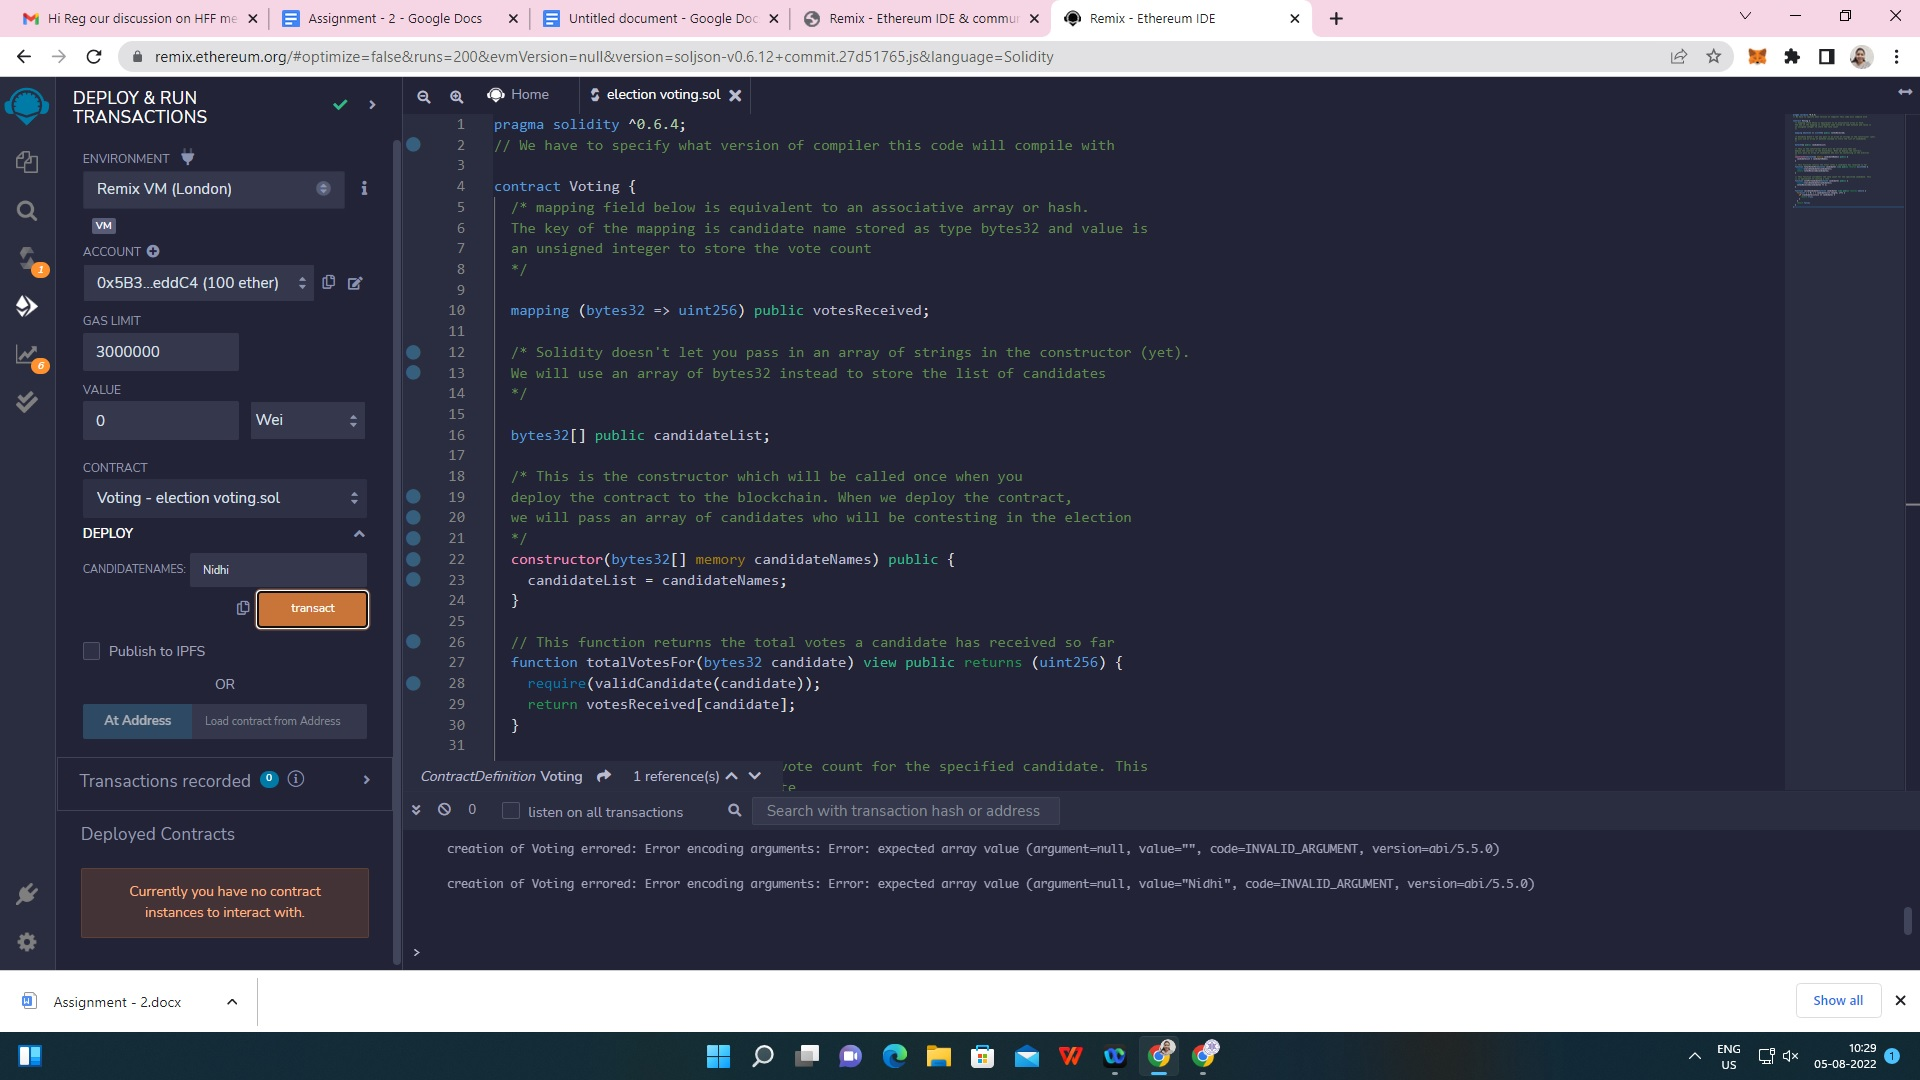 Hi Reg our discussion on HFF me
Assignment - 2 - Google Docs
Untitled document - Google Doc
Remix - Ethereum IDE & commun
Remix - Ethereum IDE
remix.ethereum.org/#optimize=false&runs=200&evmVersion=null&version=soljson-v0.6.12+commit.27d51765.js&language=Solidity
DEPLOY & RUN
TRANSACTIONS
ENVIRONMENT
Remix VM (London)
VM
ACCOUNT
0x5B3...eddC4 (100 ether)
GAS LIMIT
3000000
VALUE
0
Wei
CONTRACT
Voting - election voting.sol
DEPLOY
CANDIDATENAMES:
Nidhi
transact
Publish to IPFS
OR
At Address
Load contract from Address
Transactions recorded 0 i
Deployed Contracts
Currently you have no contract
instances to interact with.
1
6
Home
election voting.sol
1 pragma solidity ^0.6.4;
2 // We have to specify what version of compiler this code will compile with
3
4 contract Voting {
5 /* mapping field below is equivalent to an associative array or hash.
6 The key of the mapping is candidate name stored as type bytes32 and value is
7 an unsigned integer to store the vote count
8 */
9
10 mapping (bytes32 => uint256) public votesReceived;
11
12 /* Solidity doesn't let you pass in an array of strings in the constructor (yet).
13 We will use an array of bytes32 instead to store the list of candidates
14 */
15
16 bytes32[] public candidateList;
17
18 /* This is the constructor which will be called once when you
19 deploy the contract to the blockchain. When we deploy the contract,
20 we will pass an array of candidates who will be contesting in the election
21 */
22 constructor(bytes32[] memory candidateNames) public {
23 candidateList = candidateNames;
24 }
25
26 // This function returns the total votes a candidate has received so far
27 function totalVotesFor(bytes32 candidate) view public returns (uint256) {
28 require(validCandidate(candidate));
29 return votesReceived[candidate];
30 }
31
vote count for the specified candidate. This
ContractDefinition Voting 1 reference(s)
0
listen on all transactions
Search with transaction hash or address
creation of Voting errored: Error encoding arguments: Error: expected array value (argument=null, value="", code=INVALID_ARGUMENT, version=abi/5.5.0)
creation of Voting errored: Error encoding arguments: Error: expected array value (argument=null, value="Nidhi", code=INVALID_ARGUMENT, version=abi/5.5.0)
>
Assignment - 2.docx
Show all
ENG
US
10:29
05-08-2022
1